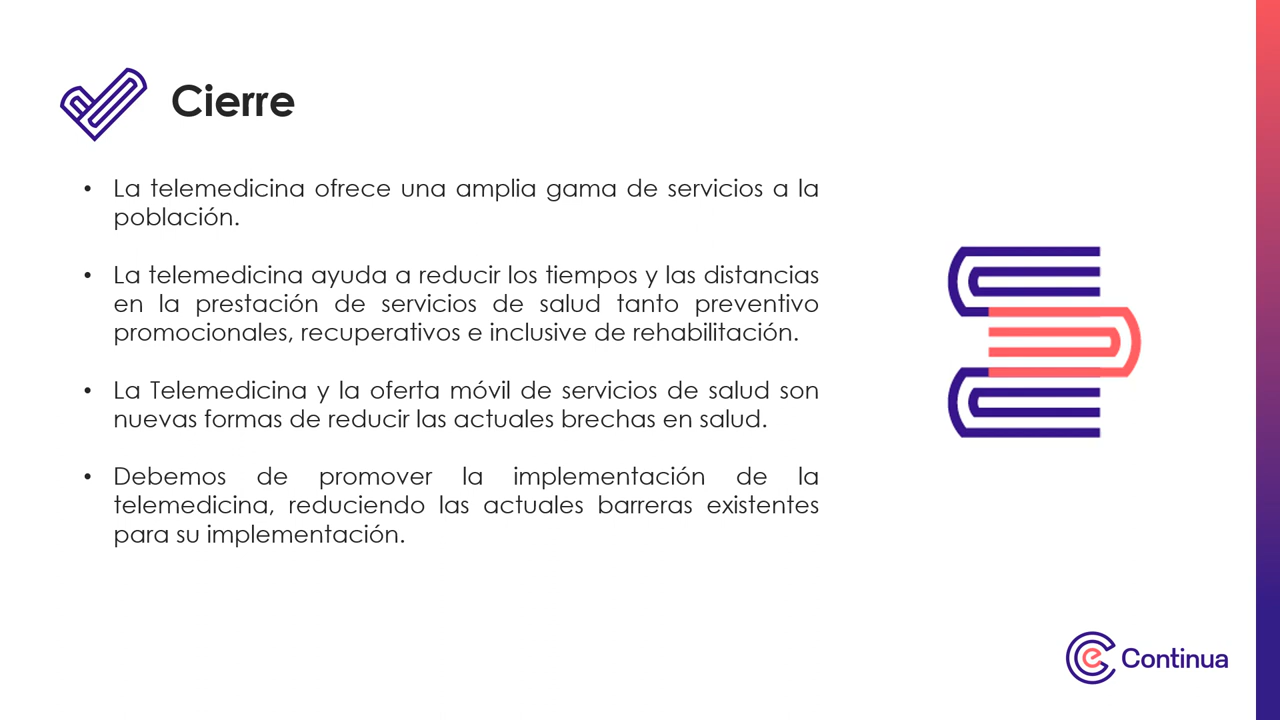 Cierre
• La telemedicina ofrece una amplia gama de servicios a la
población.
• La telemedicina ayuda a reducir los tiempos y las distancias
en la prestación de servicios de salud tanto preventivo
promocionales, recuperativos e inclusive de rehabilitación.
• La Telemedicina y la oferta móvil de servicios de salud son
nuevas formas de reducir las actuales brechas en salud.
• Debemos de promover la implementación de la
telemedicina, reduciendo las actuales barreras existentes
para su implementación.
e Continua